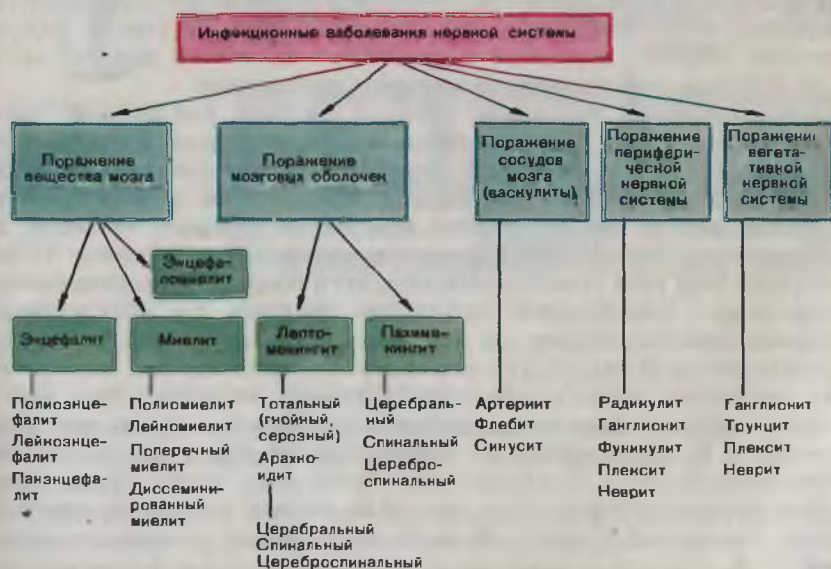 Инфекционные заболевания нервной системы
Поражение
вещества мозга
Поражение
мозговых оболочек
Поражение
сосудов
мозга
(васкулиты)
Поражение
перифери-
ческой
нервной
системы
Поражени
вегета-
тивной
нервной
системы
Энцефа-
ломиелит
Энцефалит
Миелит
Лепто-
менингит
Пахиме-
нингит
Полиоэнце-
фалит
Лейкоэнце-
фалит
Панэнцефа-
лит
Полиомиелит
Лейкомиелит
Поперечный
миелит
Диссемини-
рованный
миелит
Тотальный
(гнойный,
серозный)
Арахно-
идит
Церебральный
Спинальный
Цереброспинальный
Церебраль-
ный
Спинальный
Цереbро-
спинальный
Артериит
Флебит
Синусит
Радикулит
Ганглионит
Фуникулит
Плексит
Неврит
Ганглионит
Трунцит
Плексит
Неврит